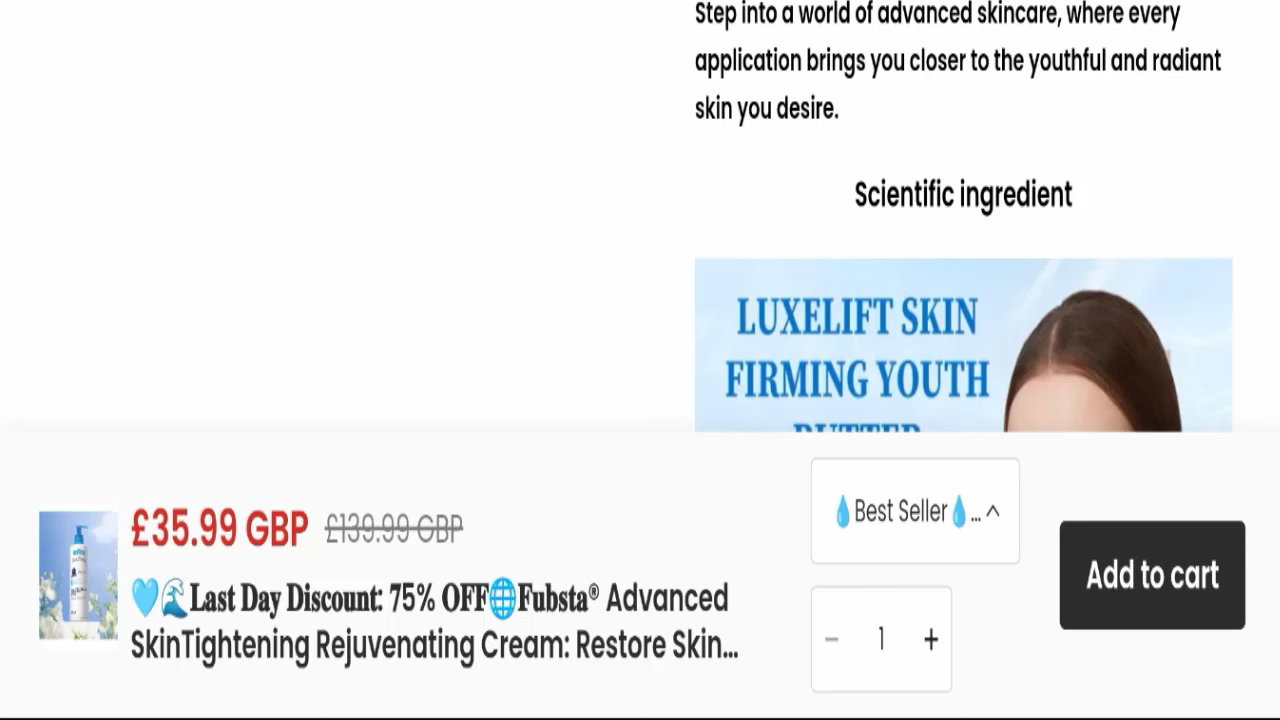 Step into a world of advanced skincare, where every
application brings you closer to the youthful and radiant
skin you desire.
Scientific ingredient
LUXELIFT SKIN
FIRMING YOUTH
BUTTER
£35.99 GBP £139.99 GBP
🩵🌊𝐋𝐚𝐬𝐭 𝐃𝐚𝐲 𝐃𝐢𝐬𝐜𝐨𝐮𝐧𝐭: 75% 𝐎𝐅𝐅🌐𝐅𝐮𝐛𝐬𝐭𝐚® Advanced
SkinTightening Rejuvenating Cream: Restore Skin...
💧Best Seller💧...
1
Add to cart